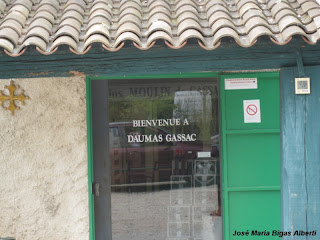 BIENVENUE A
DAUMAS GASSAC
José María Bigas Alberti